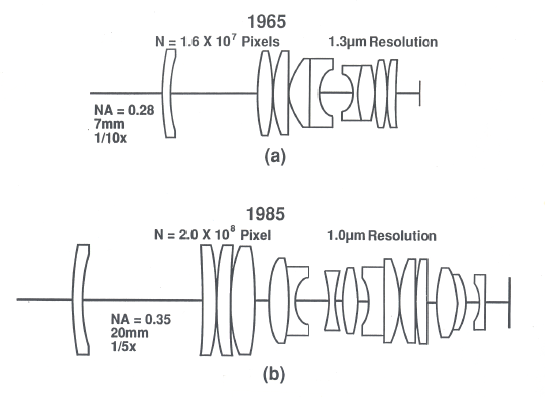 1965
N = 1.6 X 10⁷ Pixels 1.3µm Resolution
NA = 0.28
7mm
1/10x
(a)
1985
N = 2.0 X 10⁸ Pixel 1.0µm Resolution
NA = 0.35
20mm
1/5x
(b)